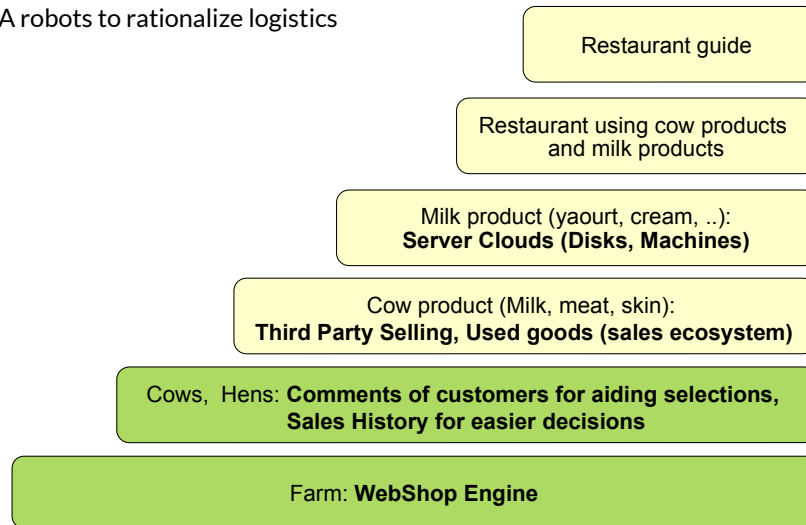 A robots to rationalize logistics
Restaurant guide
Restaurant using cow products
and milk products
Milk product (yaourt, cream, ..):
Server Clouds (Disks, Machines)
Cow product (Milk, meat, skin):
Third Party Selling, Used goods (sales ecosystem)
Cows,  Hens: Comments of customers for aiding selections,
Sales History for easier decisions
Farm: WebShop Engine